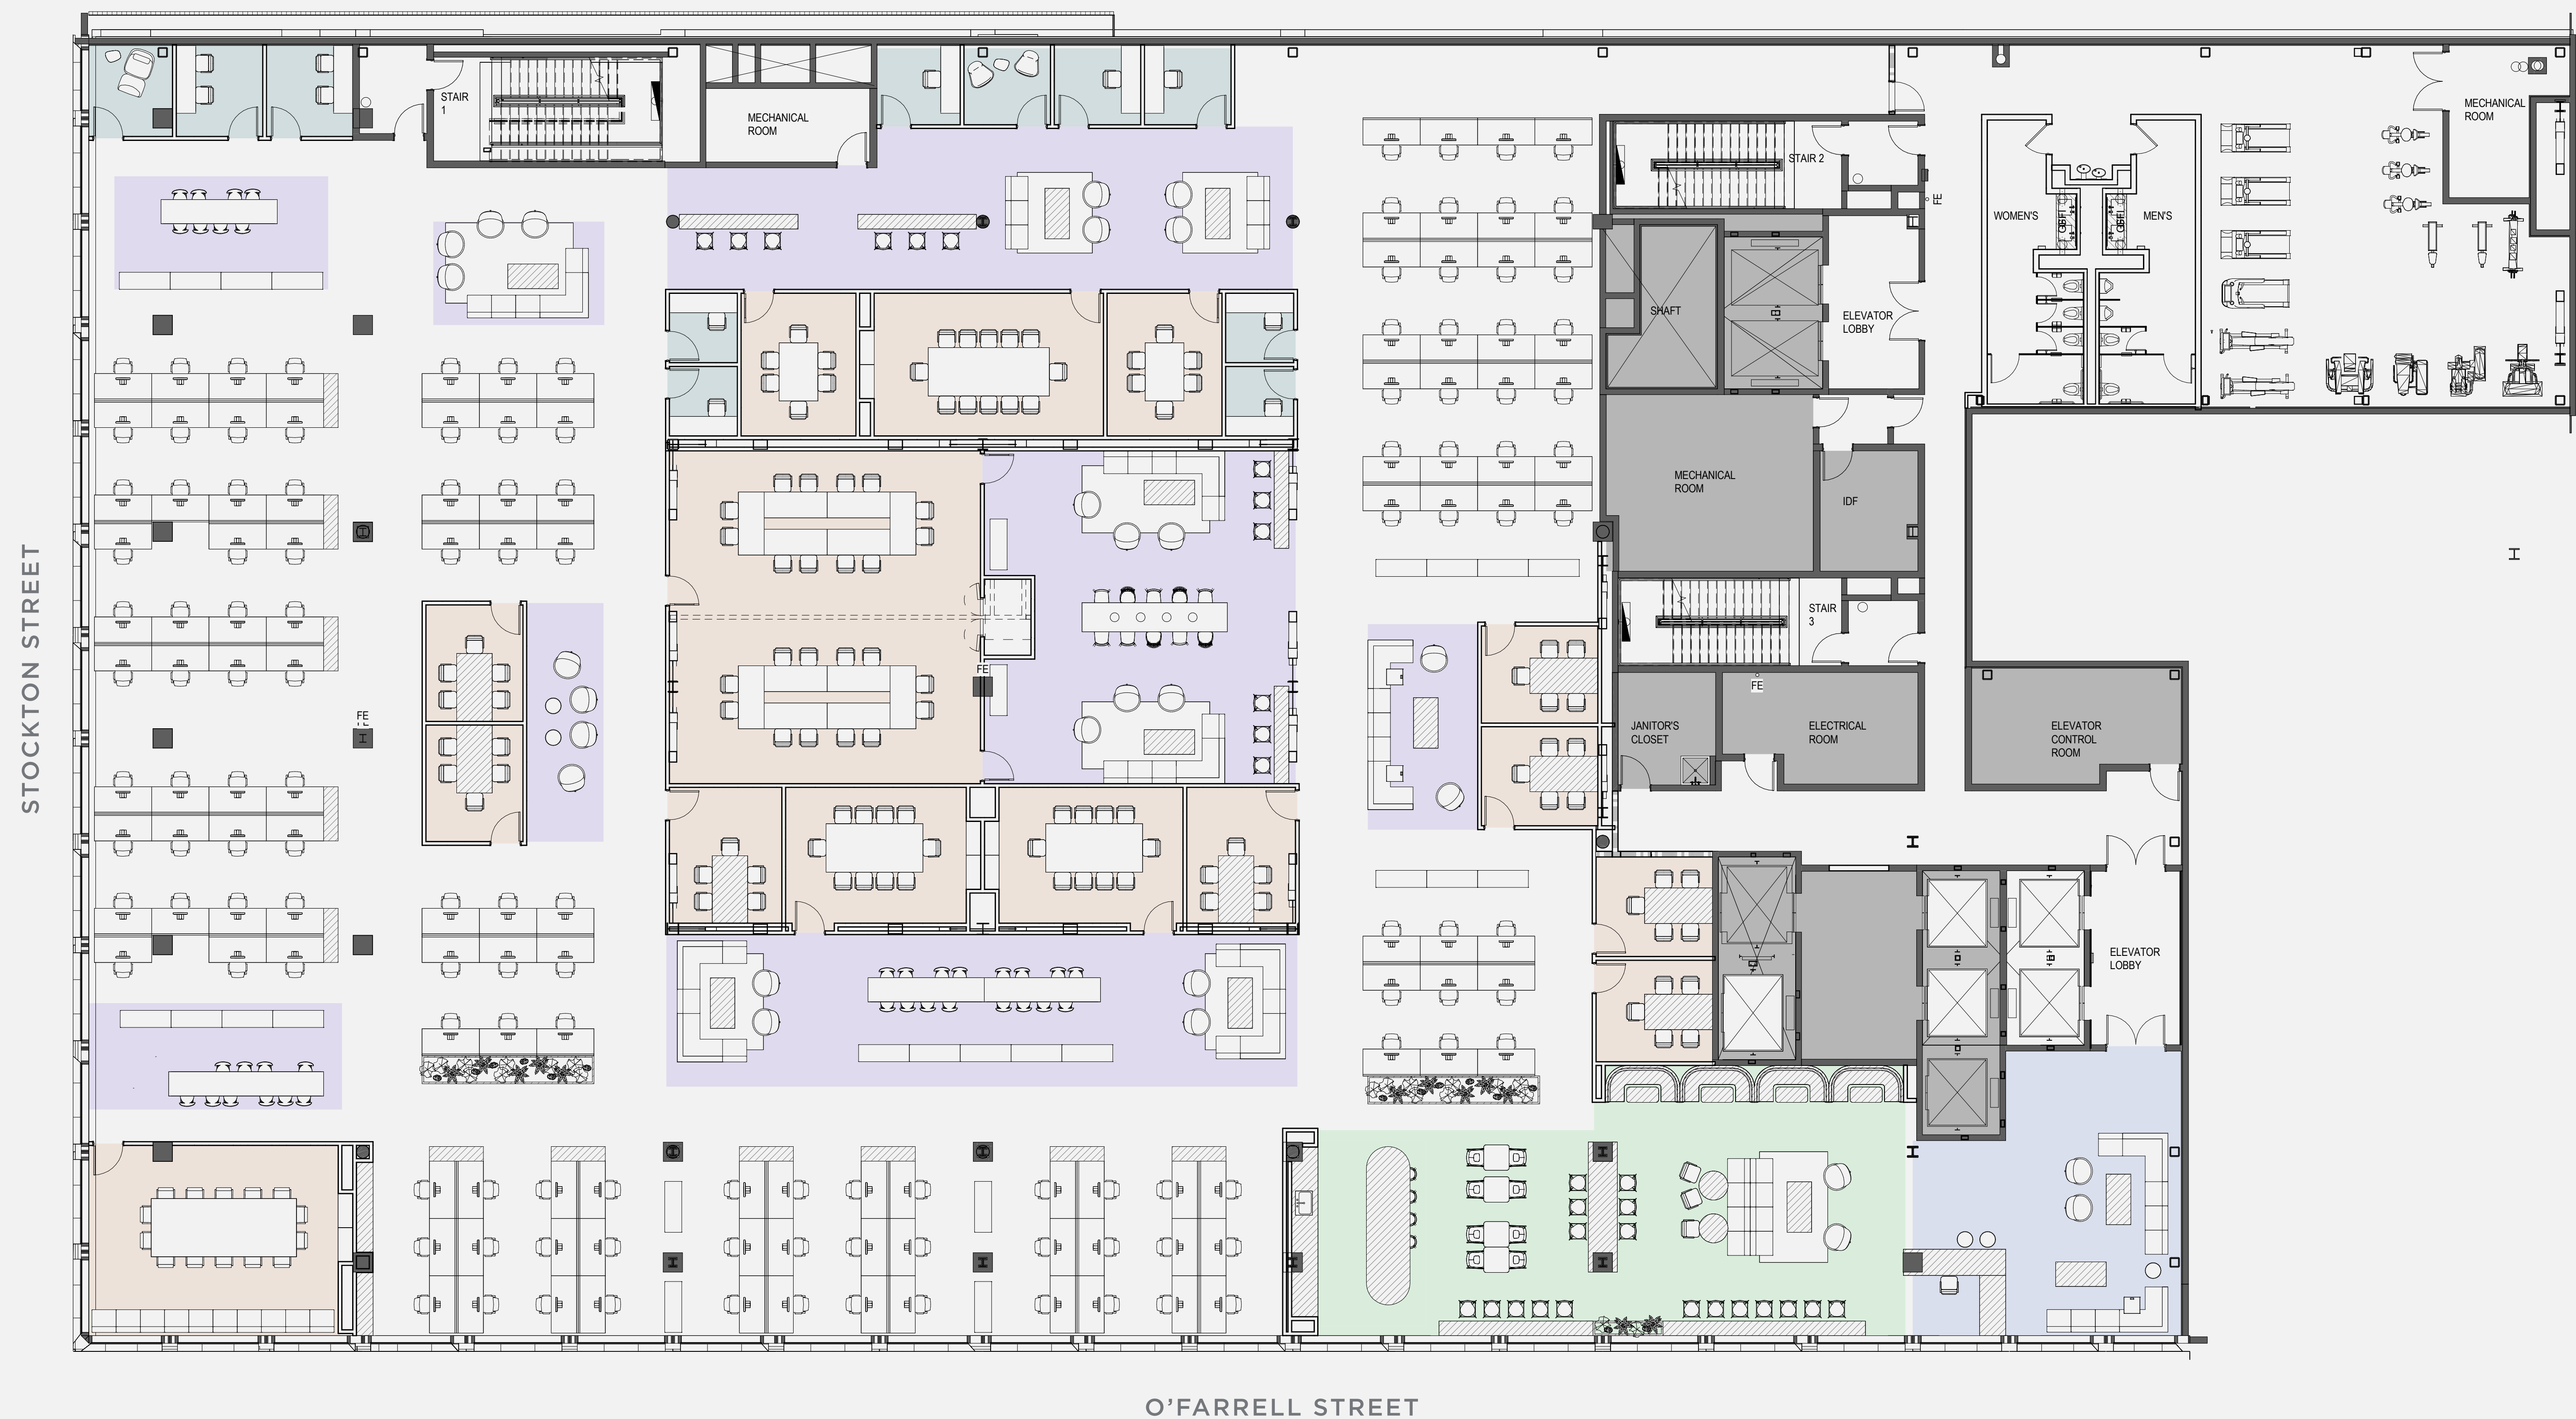 STAIR
1
MECHANICAL
ROOM
STAIR 2
FE
WOMEN'S
MEN'S
MECHANICAL
ROOM
SHAFT
ELEVATOR
LOBBY
MECHANICAL
ROOM
IDF
STAIR
3
FE
FE
FE
JANITOR'S
CLOSET
ELECTRICAL
ROOM
ELEVATOR
CONTROL
ROOM
ELEVATOR
LOBBY
STOCKTON STREET
O'FARRELL STREET